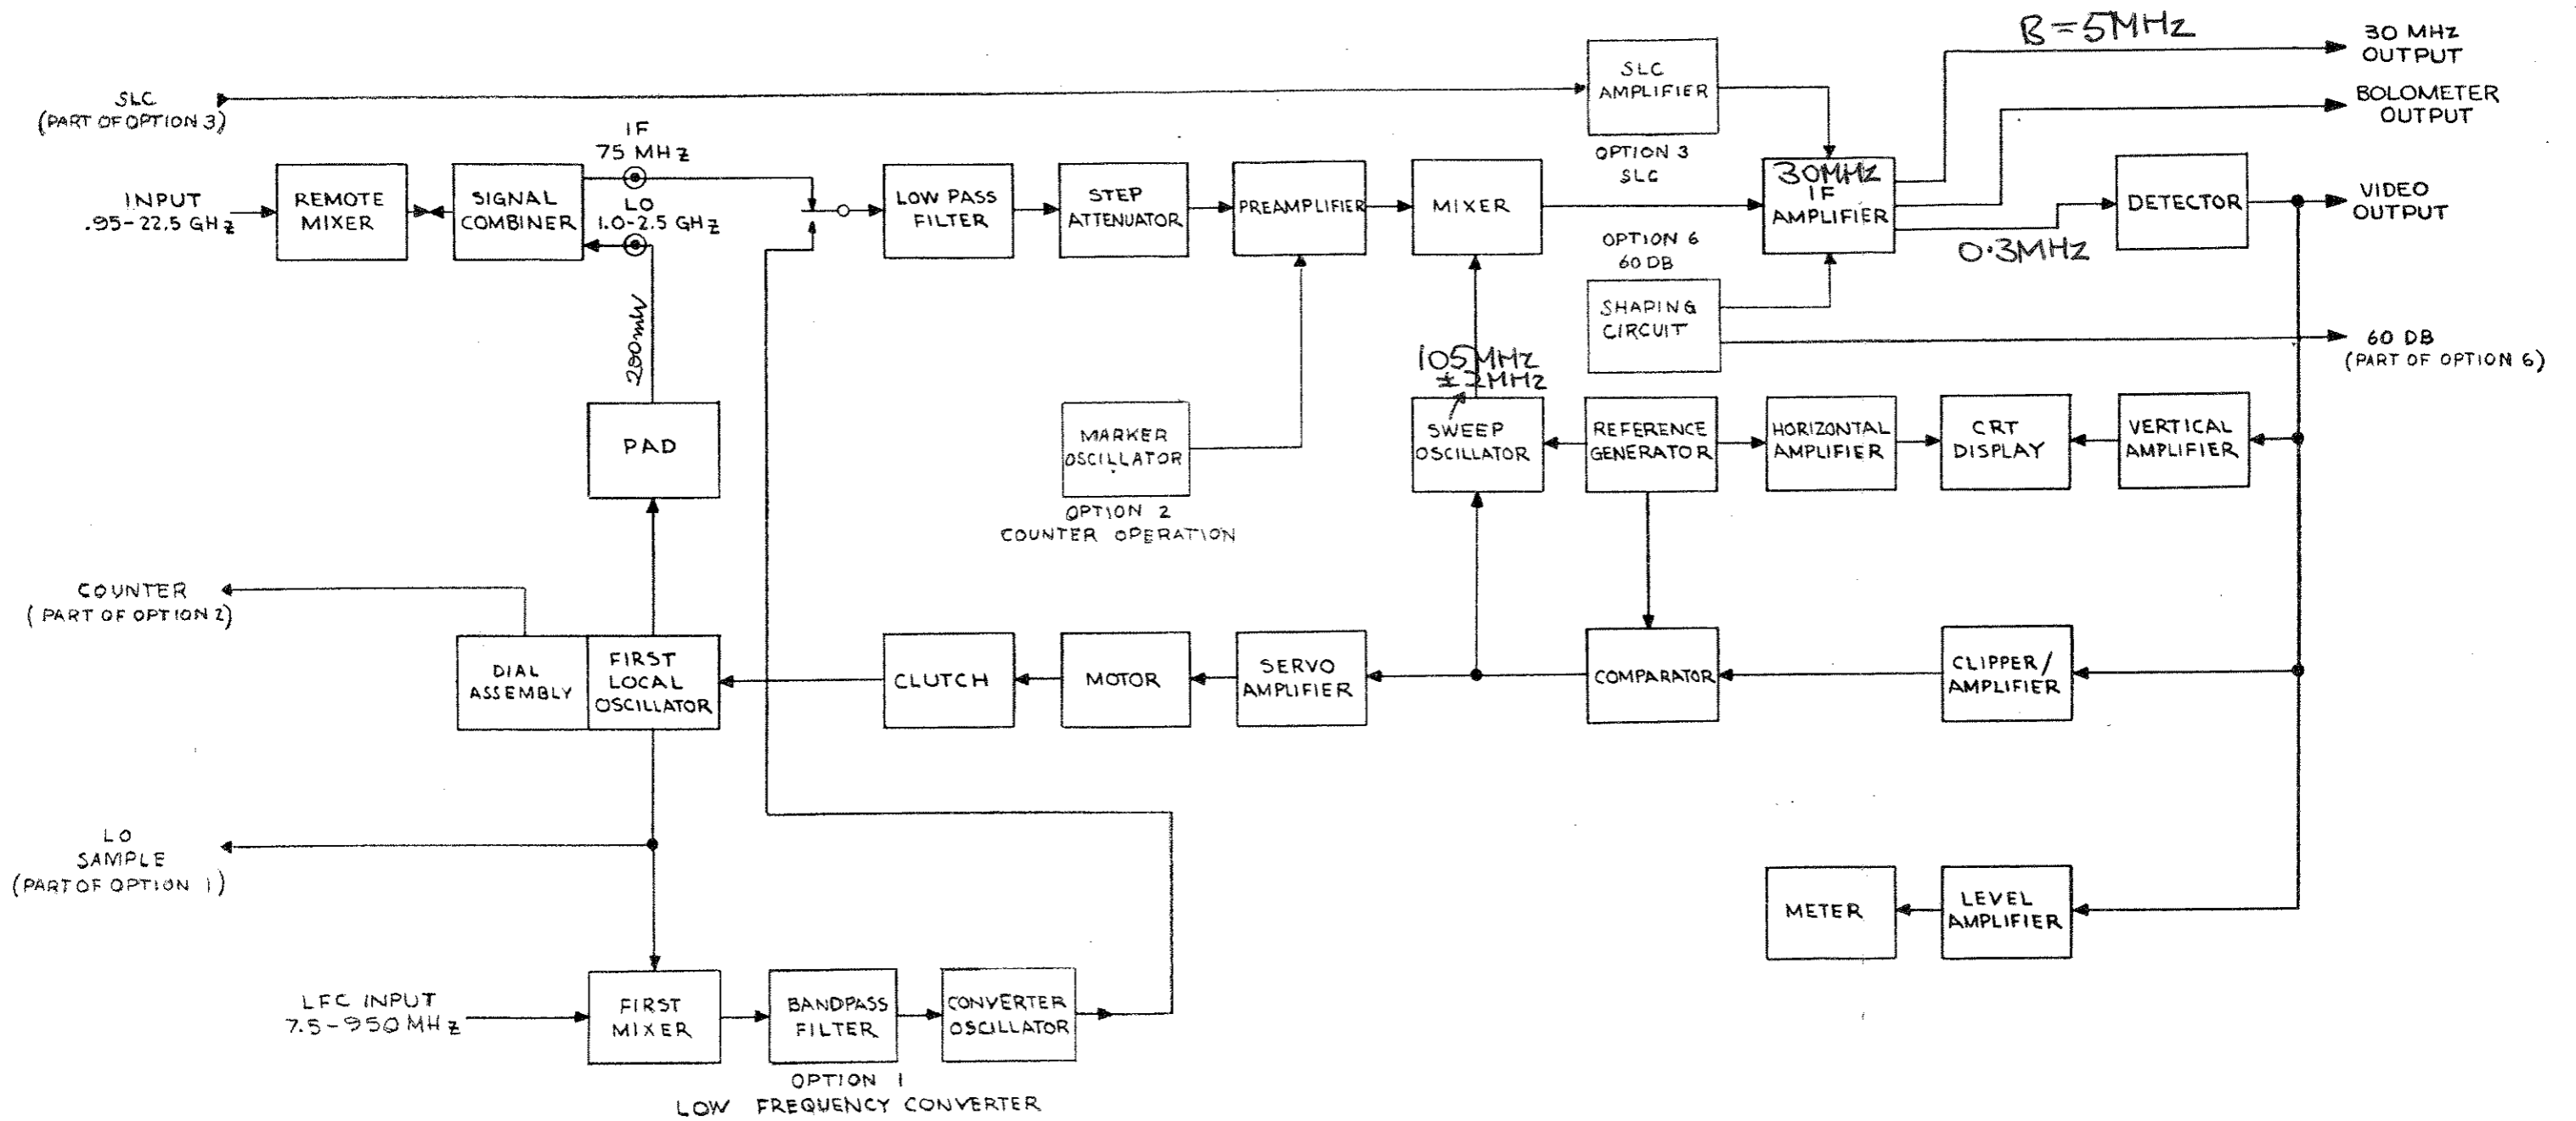 B=5MHz
30 MHZ
OUTPUT
SLC
(PART OF OPTION 3)
SLC
AMPLIFIER
BOLOMETER
OUTPUT
OPTION 3
SLC
IF
75 MHz
INPUT
.95-22.5 GHz
REMOTE
MIXER
SIGNAL
COMBINER
LO
1.0-2.5 GHz
LOW PASS
FILTER
STEP
ATTENUATOR
PREAMPLIFIER
MIXER
30MHz
IF
AMPLIFIER
DETECTOR
VIDEO
OUTPUT
0.3MHz
OPTION 6
60 DB
SHAPING
CIRCUIT
60 DB
(PART OF OPTION 6)
200mW
105MHz
±2MHz
PAD
MARKER
OSCILLATOR
OPTION 2
COUNTER OPERATION
SWEEP
OSCILLATOR
REFERENCE
GENERATOR
HORIZONTAL
AMPLIFIER
CRT
DISPLAY
VERTICAL
AMPLIFIER
COUNTER
(PART OF OPTION 2)
DIAL
ASSEMBLY
FIRST
LOCAL
OSCILLATOR
CLUTCH
MOTOR
SERVO
AMPLIFIER
COMPARATOR
CLIPPER/
AMPLIFIER
LO
SAMPLE
(PART OF OPTION 1)
METER
LEVEL
AMPLIFIER
LFC INPUT
7.5-950MHz
FIRST
MIXER
BANDPASS
FILTER
CONVERTER
OSCILLATOR
OPTION 1
LOW FREQUENCY CONVERTER